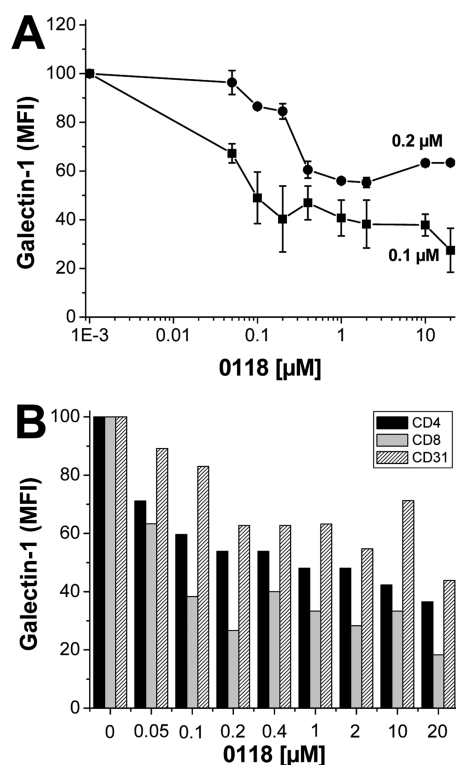 A
120
100
80
60
40
20
0
Galectin-1 (MFI)
0.2 µM
0.1 µM
1E-3 0.01 0.1 1 10
0118 [µM]
B
100
80
60
40
20
0
Galectin-1 (MFI)
CD4
CD8
CD31
0 0.05 0.1 0.2 0.4 1 2 10 20
0118 [µM]